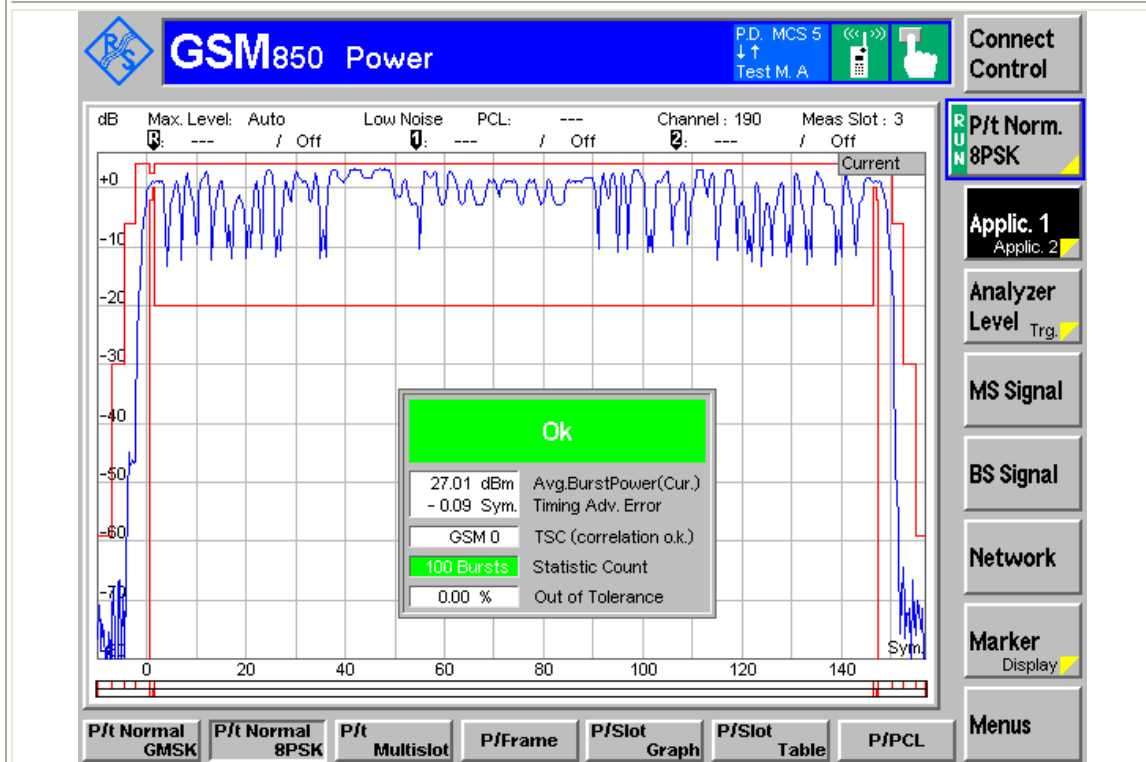 R/S
GSM850 Power
P.D. MCS 5
Test M. A
Connect
Control
dB Max. Level: Auto Low Noise PCL: --- Channel : 190 Meas Slot : 3
R: --- / Off 1: --- / Off 2: --- / Off
Current
RUN
P/t Norm.
8PSK
Applic. 1
Applic. 2
Analyzer
Level Trg.
MS Signal
BS Signal
Network
Marker
Display
Menus
+0
-10
-20
-30
-40
-50
-60
-70
Ok
27.01 dBm Avg.BurstPower(Cur.)
- 0.09 Sym. Timing Adv. Error
GSM 0 TSC (correlation o.k.)
100 Bursts Statistic Count
0.00 % Out of Tolerance
Sym.
0 20 40 60 80 100 120 140
P/t Normal
GMSK
P/t Normal
8PSK
P/t
Multislot
P/Frame
P/Slot
Graph
P/Slot
Table
P/PCL